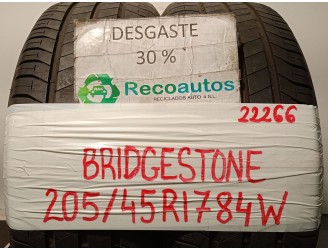 DESGASTE
30 %
Recoautos
RECICLADOS AUTO 4 S.L.
22266
BRIDGESTONE
205/45R1784W